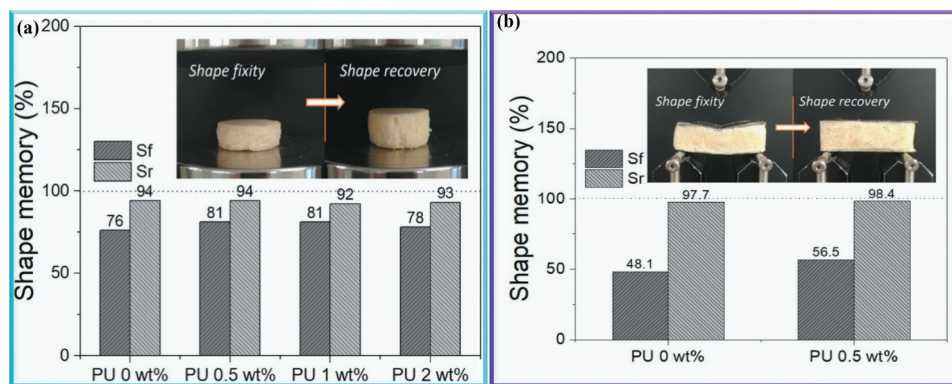 (a)
200
150
100
50
0
Shape memory (%)
Shape fixity
Shape recovery
Sf
Sr
76
94
81
94
81
92
78
93
PU 0 wt%
PU 0.5 wt%
PU 1 wt%
PU 2 wt%
(b)
200
150
100
50
0
Shape memory (%)
Shape fixity
Shape recovery
Sf
Sr
48.1
97.7
56.5
98.4
PU 0 wt%
PU 0.5 wt%